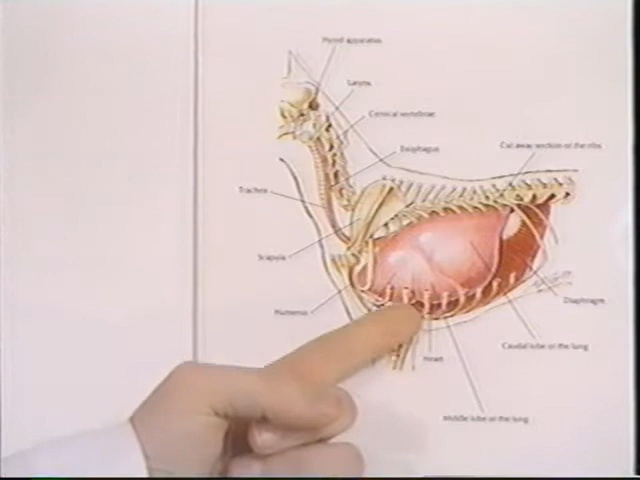 Hyoid apparatus
Larynx
Cervical vertebrae
Esophagus
Cut away section of the ribs
Trachea
Scapula
Humerus
Diaphragm
Caudal lobe of the lung
Heart
Middle lobe of the lung